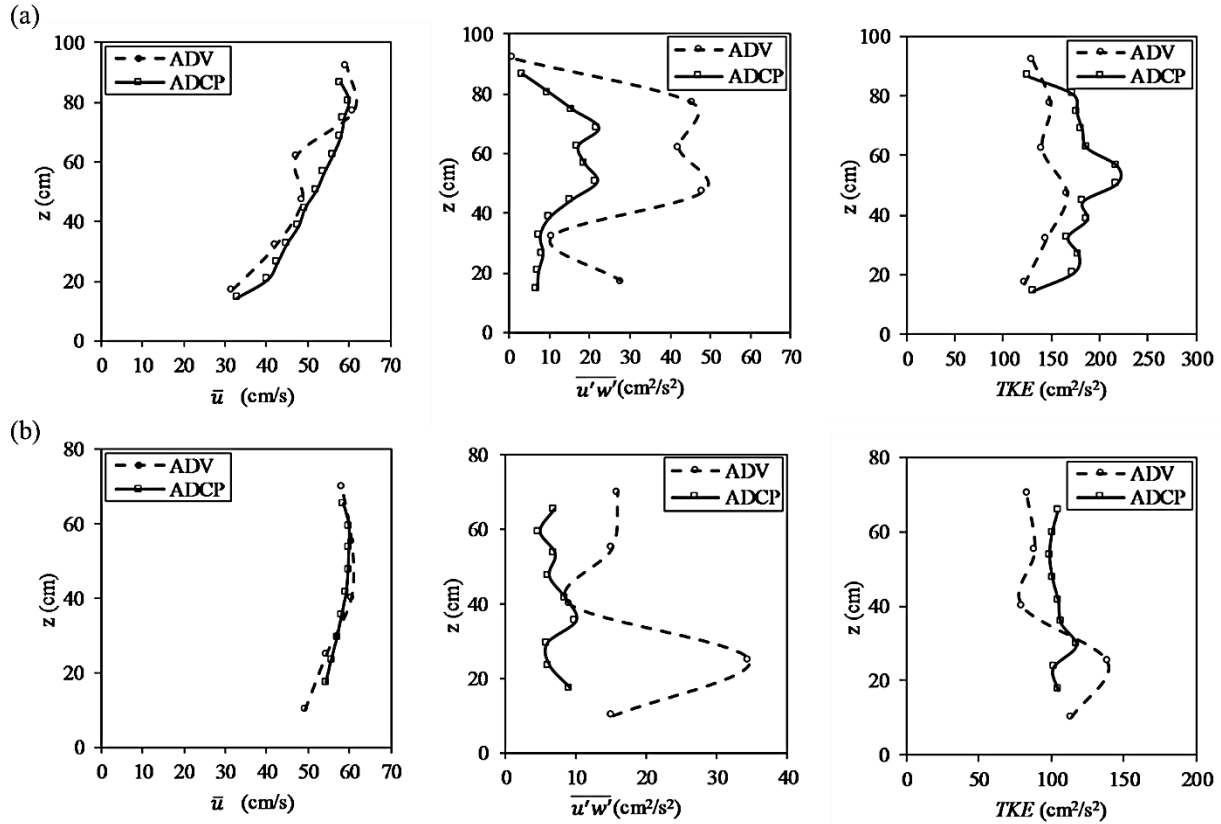 (a)
100
80
60
40
20
0
z (cm)
ADV
ADCP
0 10 20 30 40 50 60 70
u̅ (cm/s)
100
80
60
40
20
0
z (cm)
ADV
ADCP
0 10 20 30 40 50 60 70
u'w' (cm²/s²)
100
80
60
40
20
0
z (cm)
ADV
ADCP
0 50 100 150 200 250 300
TKE (cm²/s²)
(b)
80
60
40
20
0
z (cm)
ADV
ADCP
0 10 20 30 40 50 60 70
u̅ (cm/s)
80
60
40
20
0
z (cm)
ADV
ADCP
0 10 20 30 40
u'w' (cm²/s²)
80
60
40
20
0
z (cm)
ADV
ADCP
0 50 100 150 200
TKE (cm²/s²)